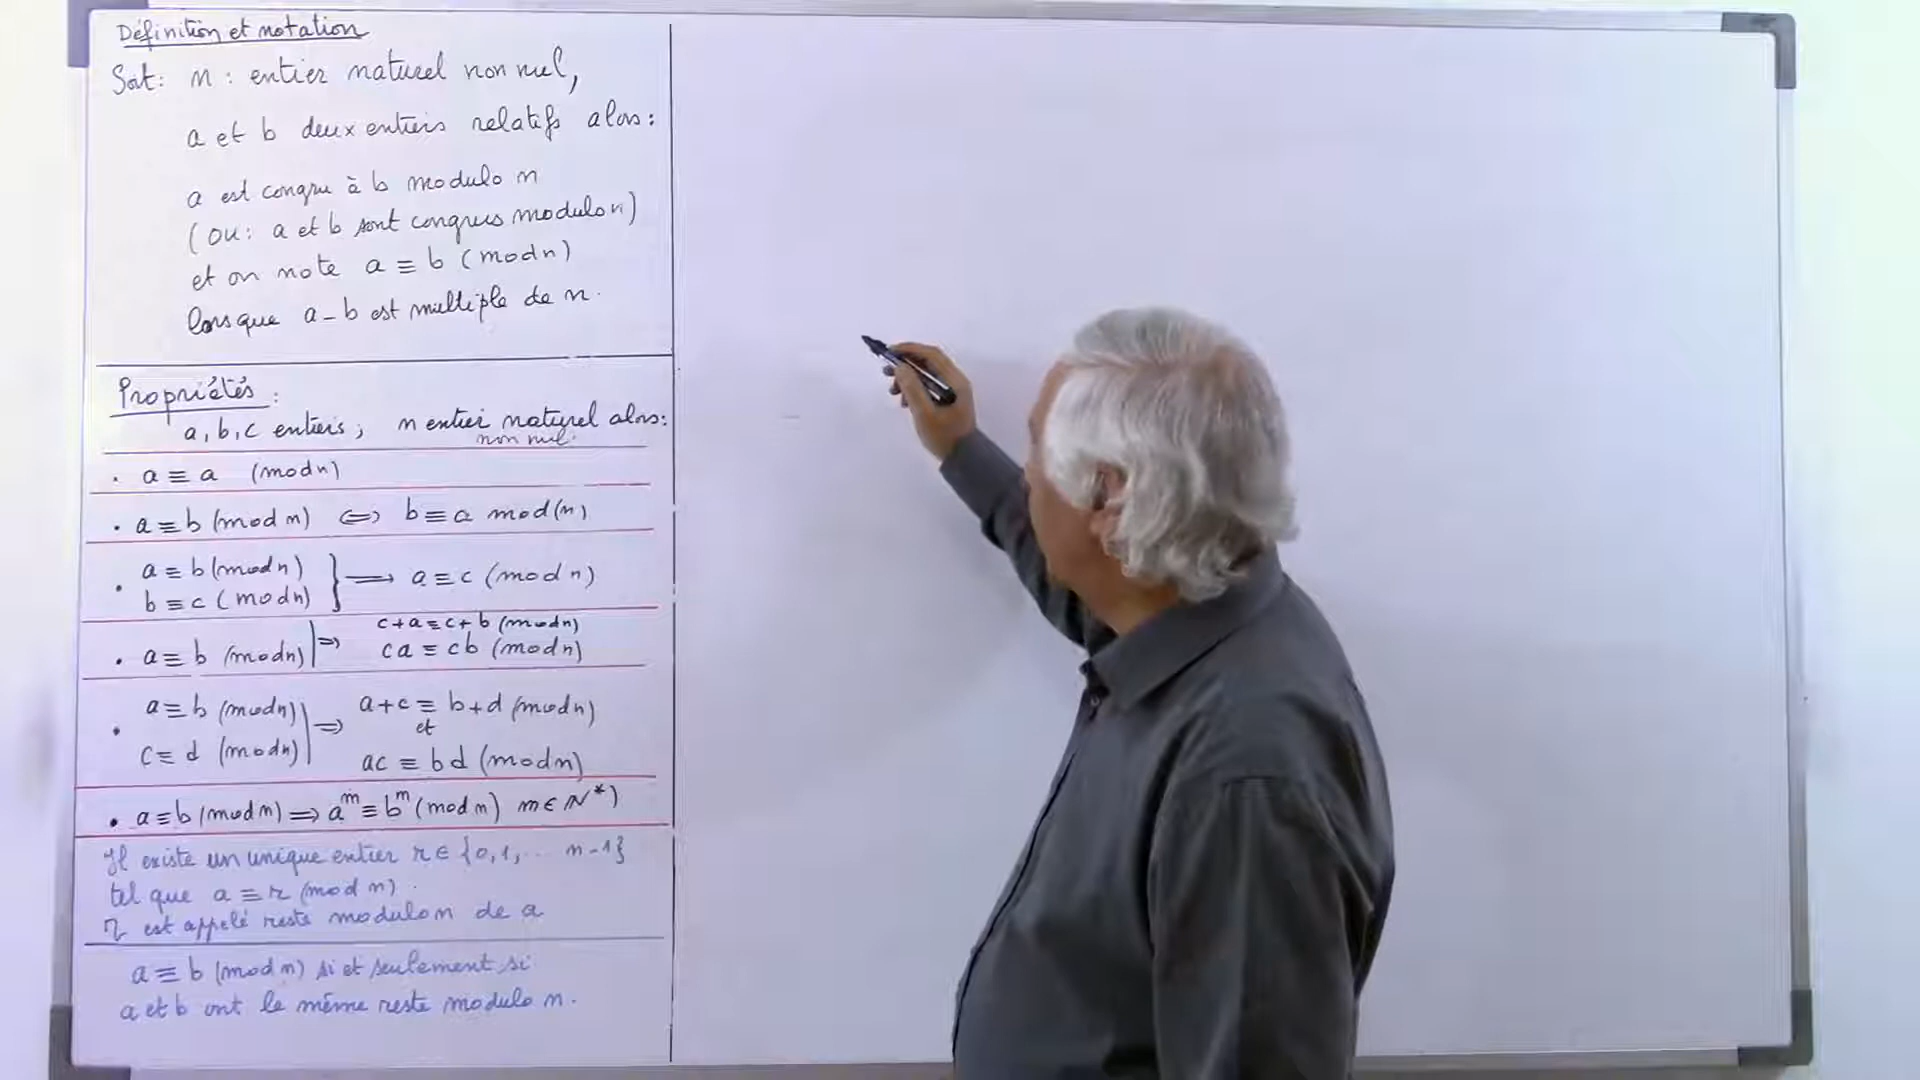 Définition et notation
Soit : n : entier naturel non nul,
a et b deux entiers relatifs alors :
a est congru à b modulo n
(ou : a et b sont congrus modulo n)
et on note a ≡ b (mod n)
lorsque a - b est multiple de n.
Propriétés :
a, b, c entiers ; n entier naturel alors :
non nul.
• a ≡ a (mod n)
• a ≡ b (mod n) ⇔ b ≡ a mod(n)
• a ≡ b (mod n)
b ≡ c (mod n) } ⟹ a ≡ c (mod n)
c+a ≡ c+b (mod n)
• a ≡ b (mod n) | ⇒ ca ≡ cb (mod n)
• a ≡ b (mod n) | ⇒ a+c ≡ b+d (mod n)
et
c ≡ d (mod n) | ac ≡ bd (mod n)
• a ≡ b (mod n) ⟹ a^m ≡ b^m (mod n) m ∈ N*)
Il existe un unique entier r ∈ {0, 1, ... n-1}
tel que a ≡ r (mod n).
r est appelé reste modulo n de a
a ≡ b (mod n) si et seulement si
a et b ont le même reste modulo n.